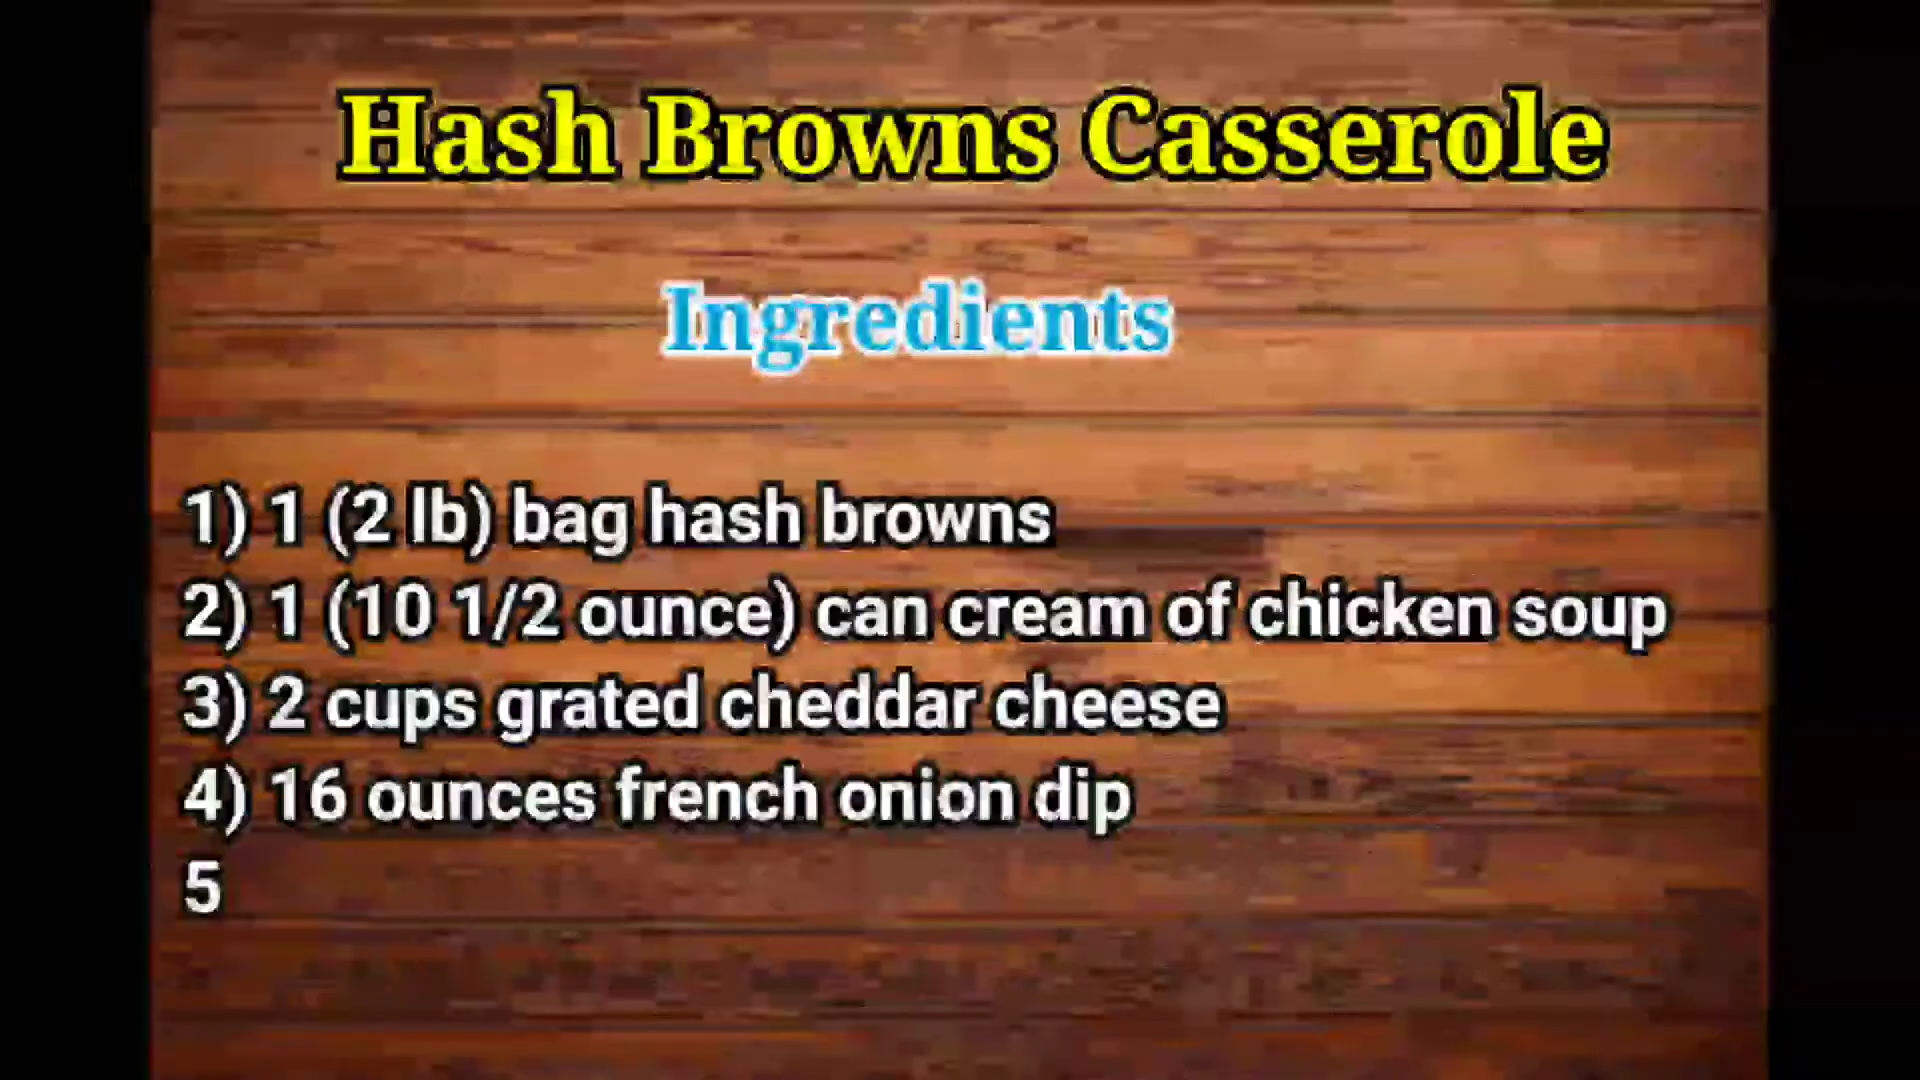 Hash Browns Casserole
Ingredients
1) 1 (2 lb) bag hash browns
2) 1 (10 1/2 ounce) can cream of chicken soup
3) 2 cups grated cheddar cheese
4) 16 ounces french onion dip
5